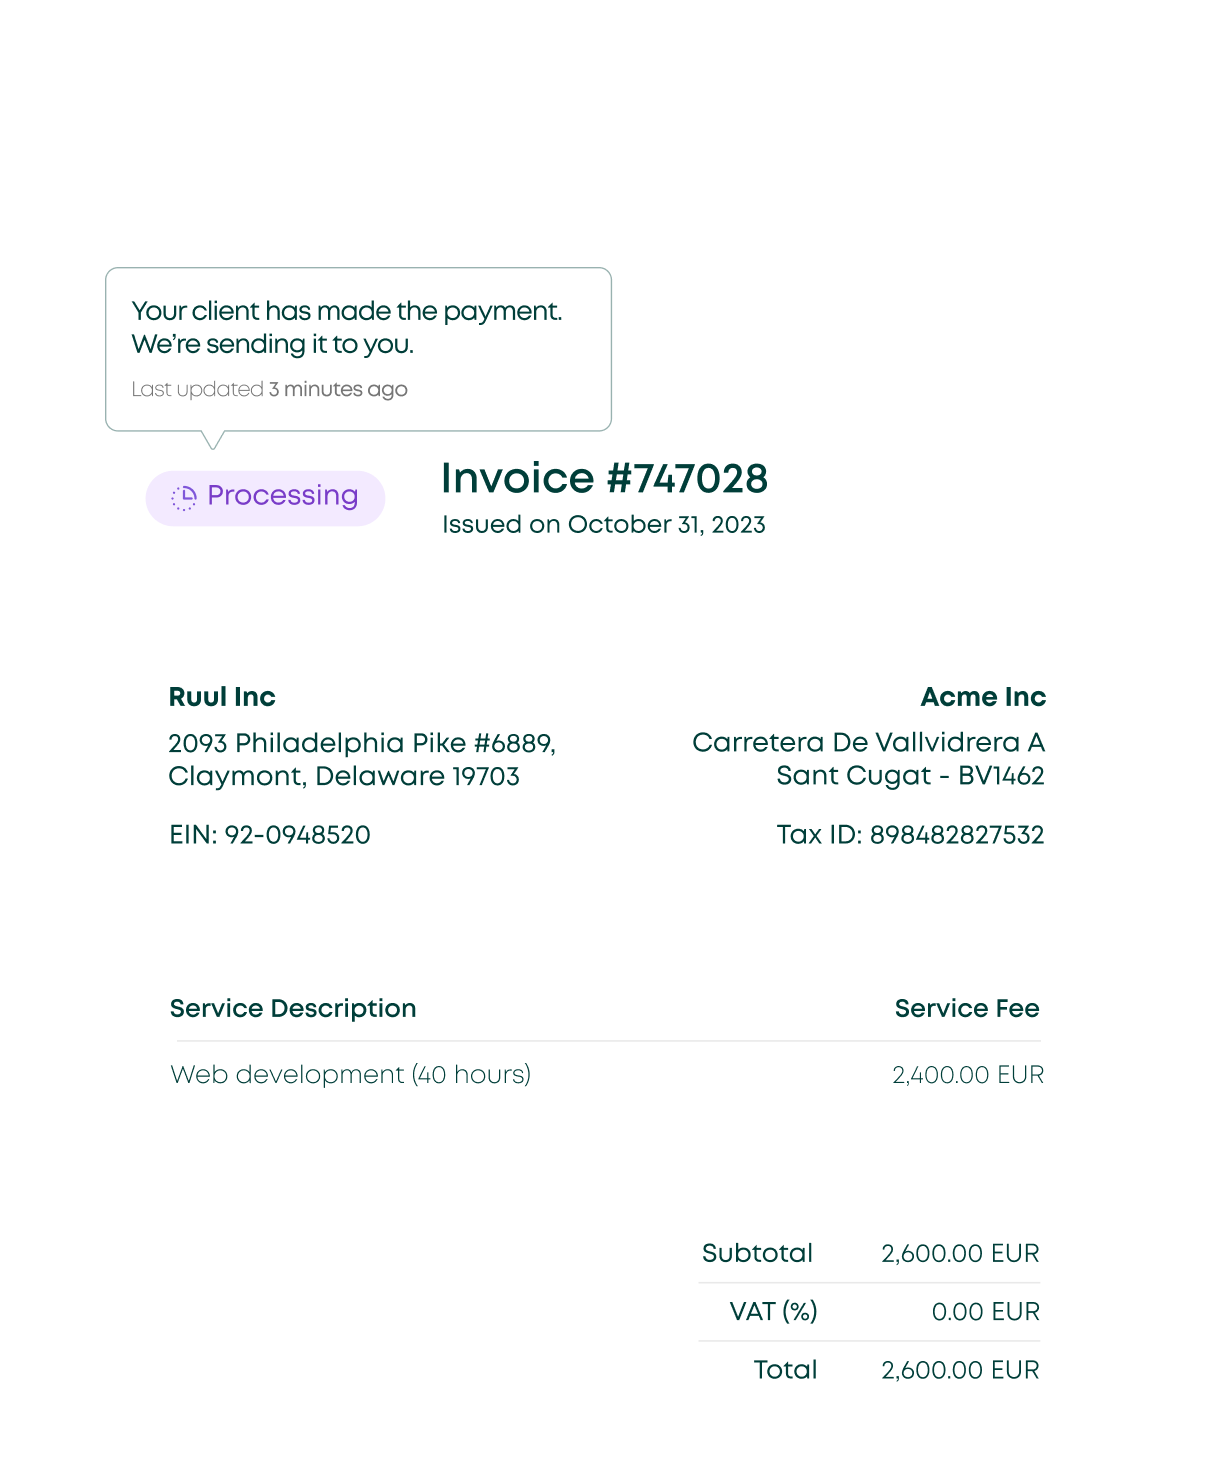 Your client has made the payment.
We're sending it to you.
Last updated 3 minutes ago
Processing
Invoice #747028
Issued on October 31, 2023
Ruul Inc
2093 Philadelphia Pike #6889,
Claymont, Delaware 19703
EIN: 92-0948520
Acme Inc
Carretera De Vallvidrera A
Sant Cugat - BV1462
Tax ID: 898482827532
Service Description Service Fee
Web development (40 hours) 2,400.00 EUR
Subtotal 2,600.00 EUR
VAT (%) 0.00 EUR
Total 2,600.00 EUR